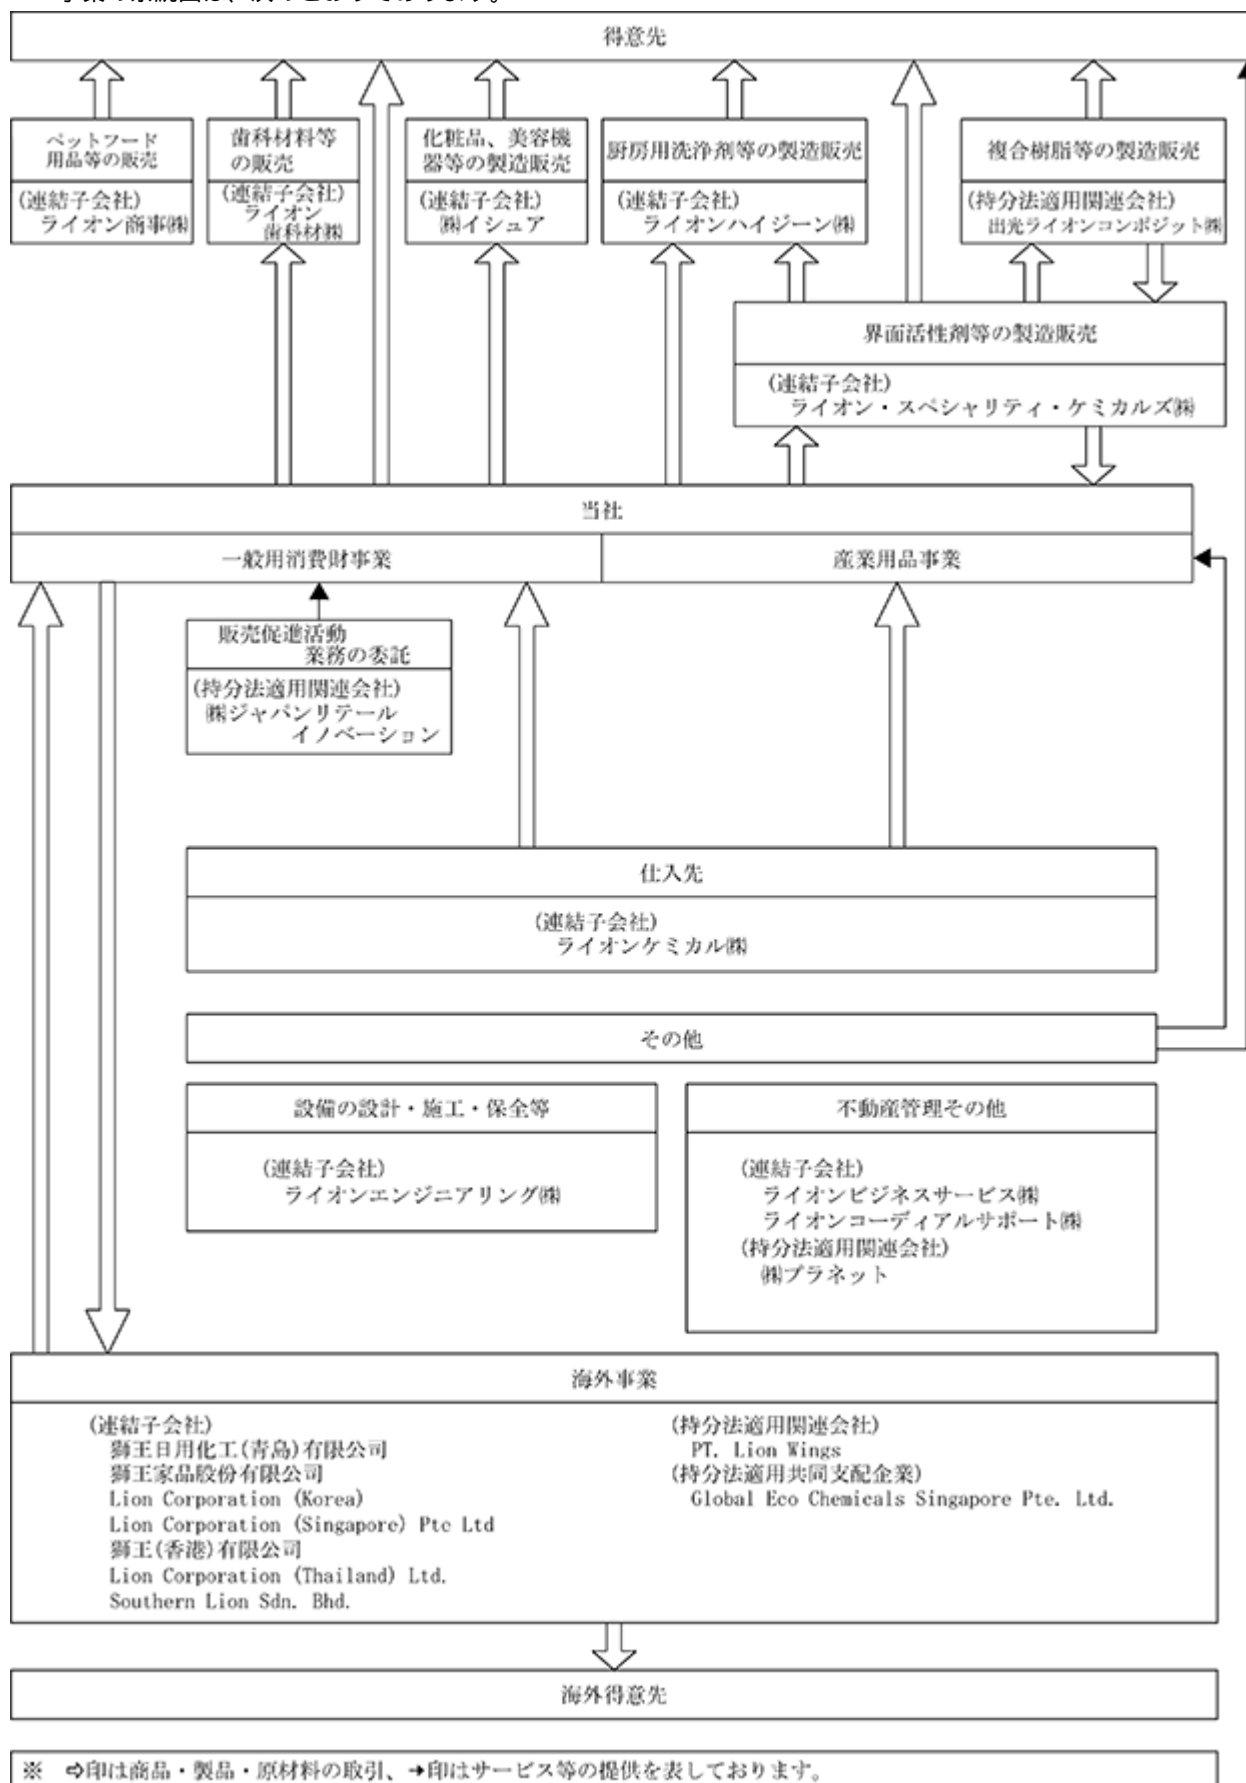 得意先
ペットフード
用品等の販売
(連結子会社)
ライオン商事㈱
歯科材料等
の販売
(連結子会社)
ライオン
歯科材㈱
化粧品、美容機
器等の製造販売
(連結子会社)
㈱イシュア
厨房用洗浄剤等の製造販売
(連結子会社)
ライオンハイジーン㈱
複合樹脂等の製造販売
(持分法適用関連会社)
出光ライオンコンポジット㈱
界面活性剤等の製造販売
(連結子会社)
ライオン・スペシャリティ・ケミカルズ㈱
当社
一般用消費財事業
産業用品事業
販売促進活動
業務の委託
(持分法適用関連会社)
㈱ジャパンリテール
イノベーション
仕入先
(連結子会社)
ライオンケミカル㈱
その他
設備の設計・施工・保全等
(連結子会社)
ライオンエンジニアリング㈱
不動産管理その他
(連結子会社)
ライオンビジネスサービス㈱
ライオンコーディアルサポート㈱
(持分法適用関連会社)
㈱プラネット
海外事業
(連結子会社)
獅王日用化工(青島)有限公司
獅王家品股份有限公司
Lion Corporation (Korea)
Lion Corporation (Singapore) Pte Ltd
獅王(香港)有限公司
Lion Corporation (Thailand) Ltd.
Southern Lion Sdn. Bhd.
(持分法適用関連会社)
PT. Lion Wings
(持分法適用共同支配企業)
Global Eco Chemicals Singapore Pte. Ltd.
海外得意先
※ ⇨印は商品・製品・原材料の取引、→印はサービス等の提供を表しております。